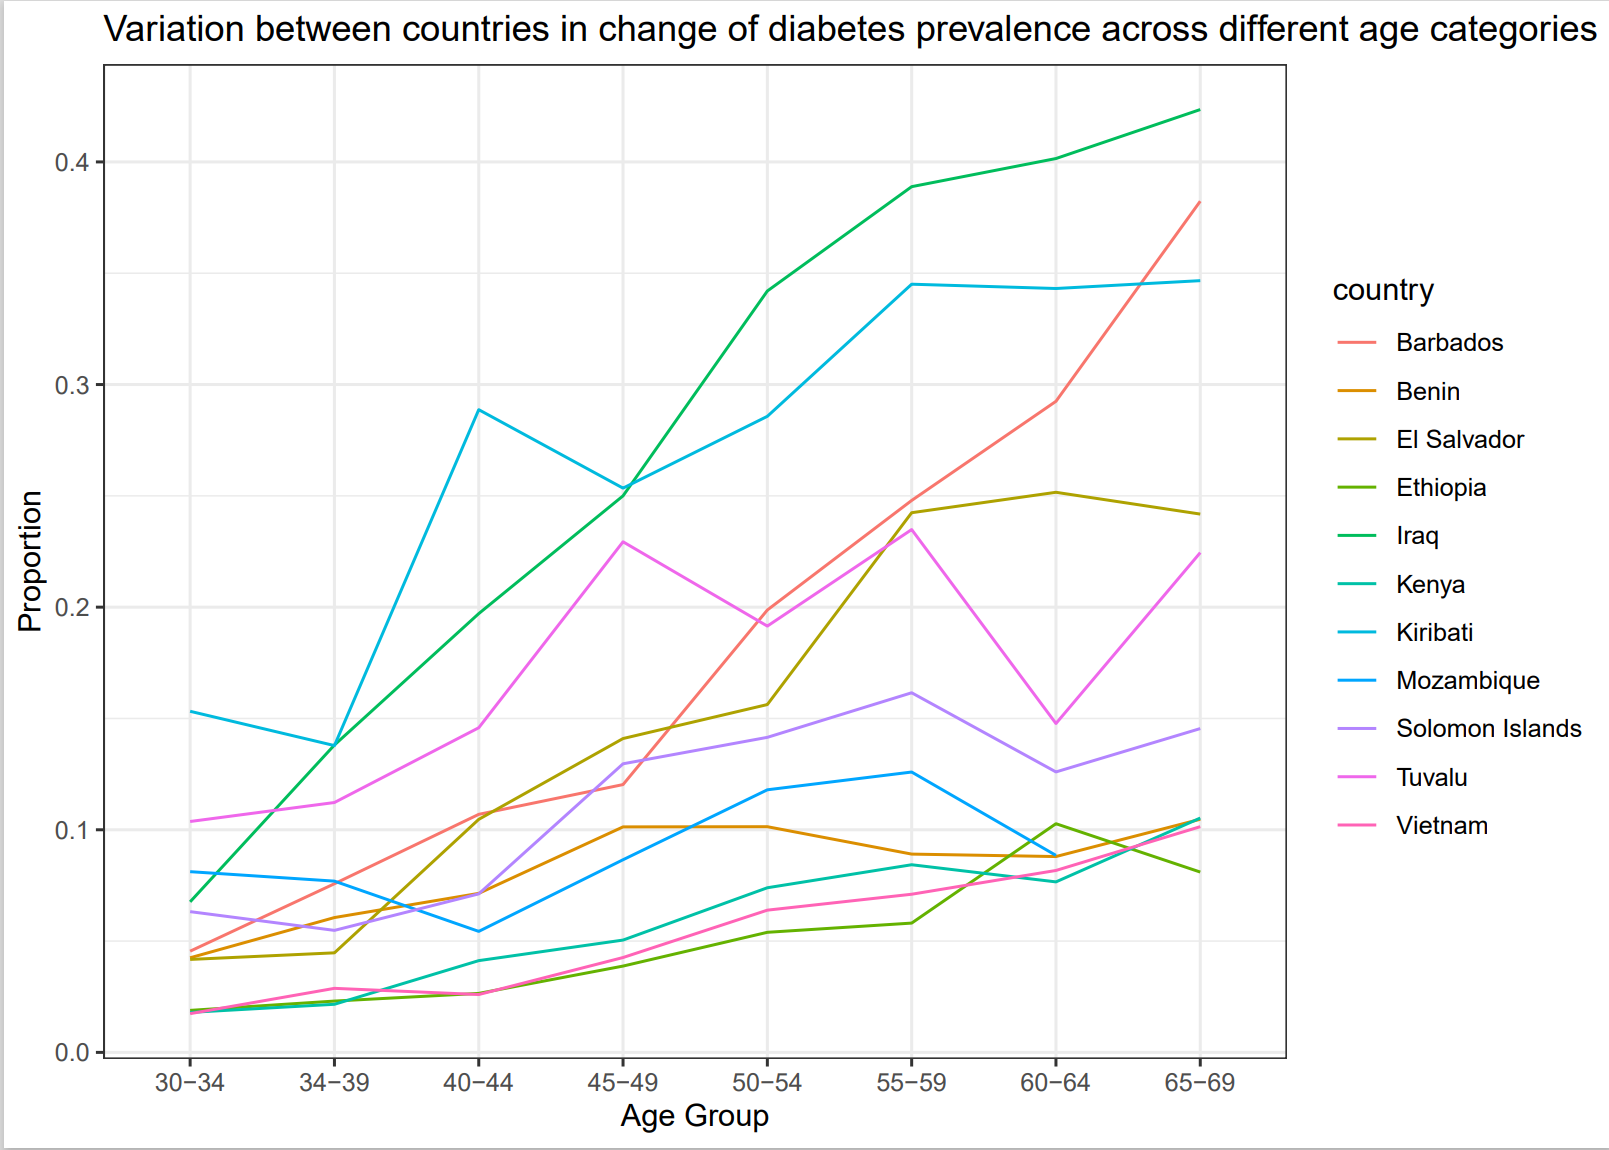 Variation between countries in change of diabetes prevalence across different age categories
0.4
0.3
0.2
0.1
0.0
Proportion
30−34 34−39 40−44 45−49 50−54 55−59 60−64 65−69
Age Group
country
Barbados
Benin
El Salvador
Ethiopia
Iraq
Kenya
Kiribati
Mozambique
Solomon Islands
Tuvalu
Vietnam